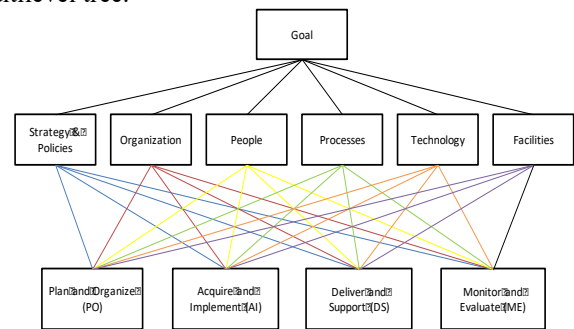 tree.
Goal
Strategy &
Policies
Organization
People
Processes
Technology
Facilities
Plan and Organize
(PO)
Acquire and
Implement (AI)
Deliver and
Support (DS)
Monitor and
Evaluate (ME)